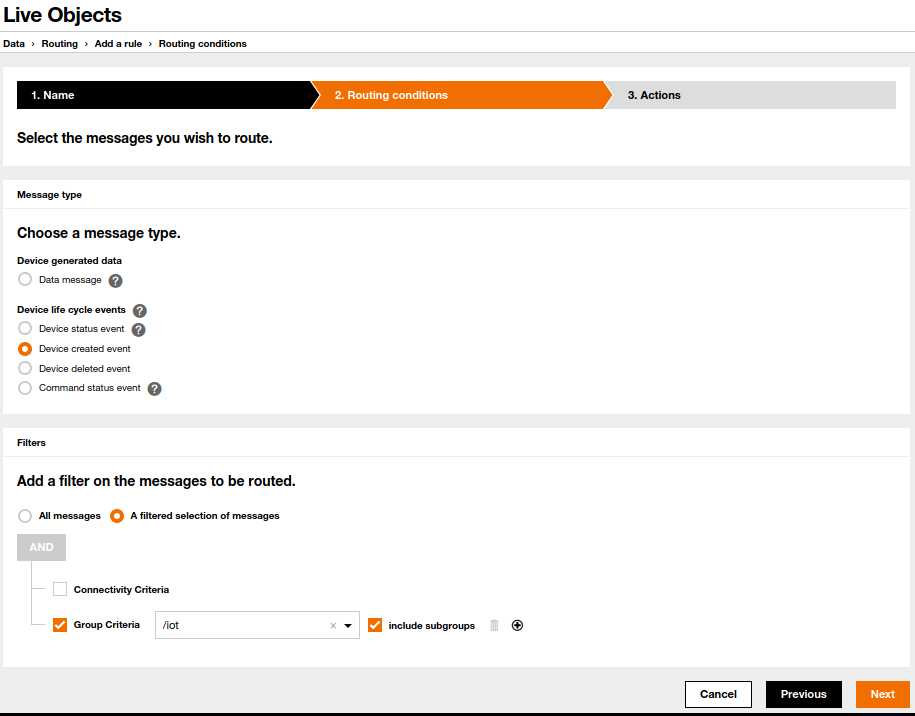 Live Objects
Data › Routing › Add a rule › Routing conditions
1. Name 2. Routing conditions 3. Actions
Select the messages you wish to route.
Message type
Choose a message type.
Device generated data
Data message ?
Device life cycle events ?
Device status event ?
Device created event
Device deleted event
Command status event ?
Filters
Add a filter on the messages to be routed.
All messages A filtered selection of messages
AND
Connectivity Criteria
Group Criteria /iot × include subgroups
Cancel Previous Next